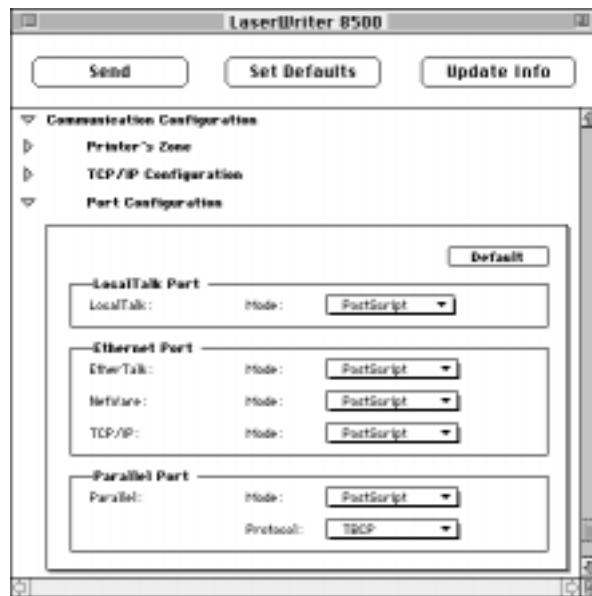 LaserWriter 8500
Send Set Defaults Update Info
Communication Configuration
Printer's Zone
TCP/IP Configuration
Port Configuration
Default
LocalTalk Port
LocalTalk: Mode: PostScript
Ethernet Port
EtherTalk: Mode: PostScript
NetWare: Mode: PostScript
TCP/IP: Mode: PostScript
Parallel Port
Parallel: Mode: PostScript
Protocol: TBCP